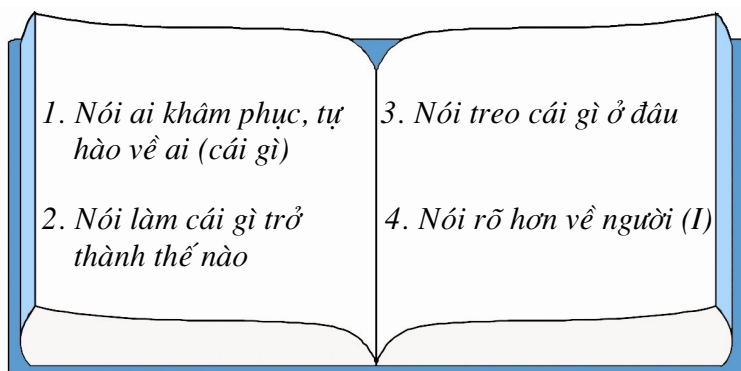 1. Nói ai khâm phục, tự
hào về ai (cái gì)
2. Nói làm cái gì trở
thành thế nào
3. Nói treo cái gì ở đâu
4. Nói rõ hơn về người (I)